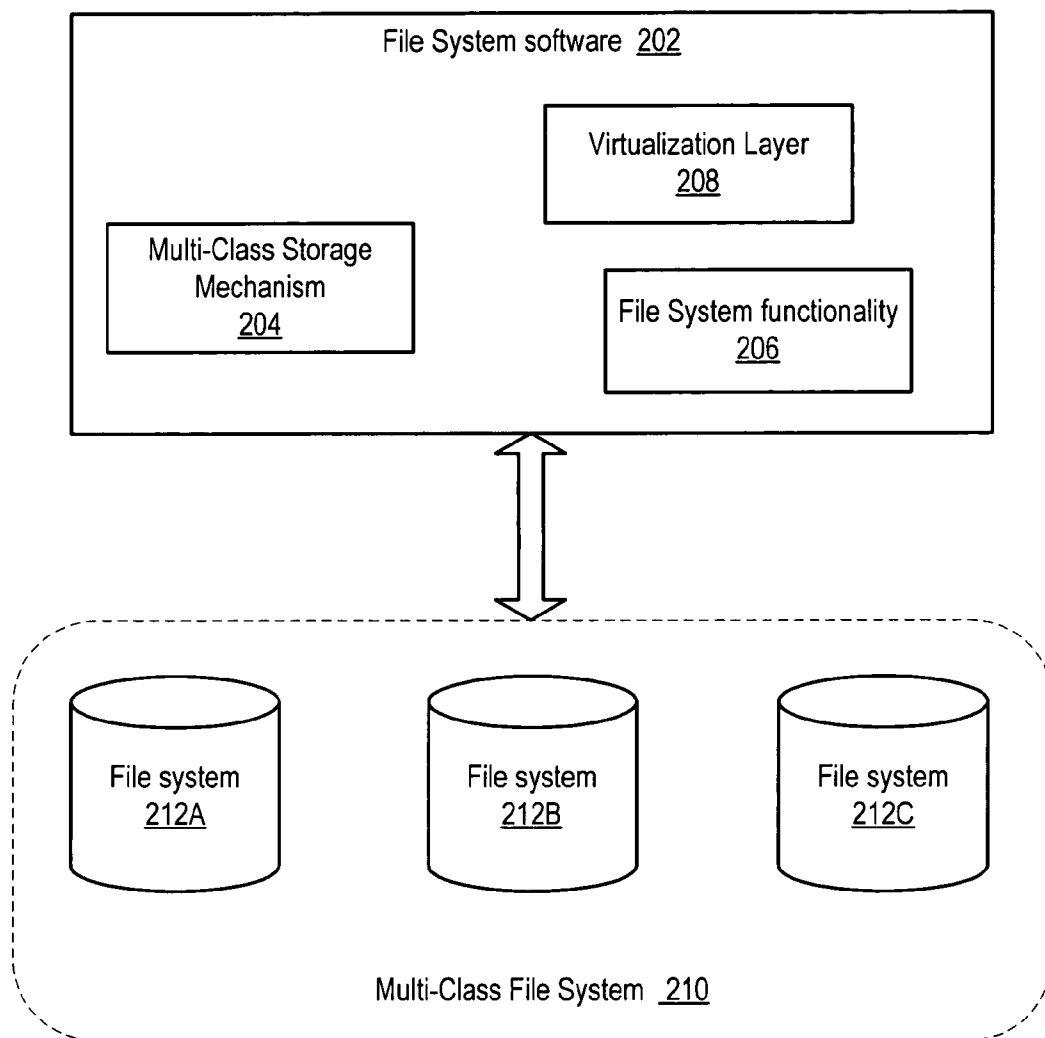 File System software 202
Virtualization Layer
208
Multi-Class Storage
Mechanism
204
File System functionality
206
File system
212A
File system
212B
File system
212C
Multi-Class File System 210